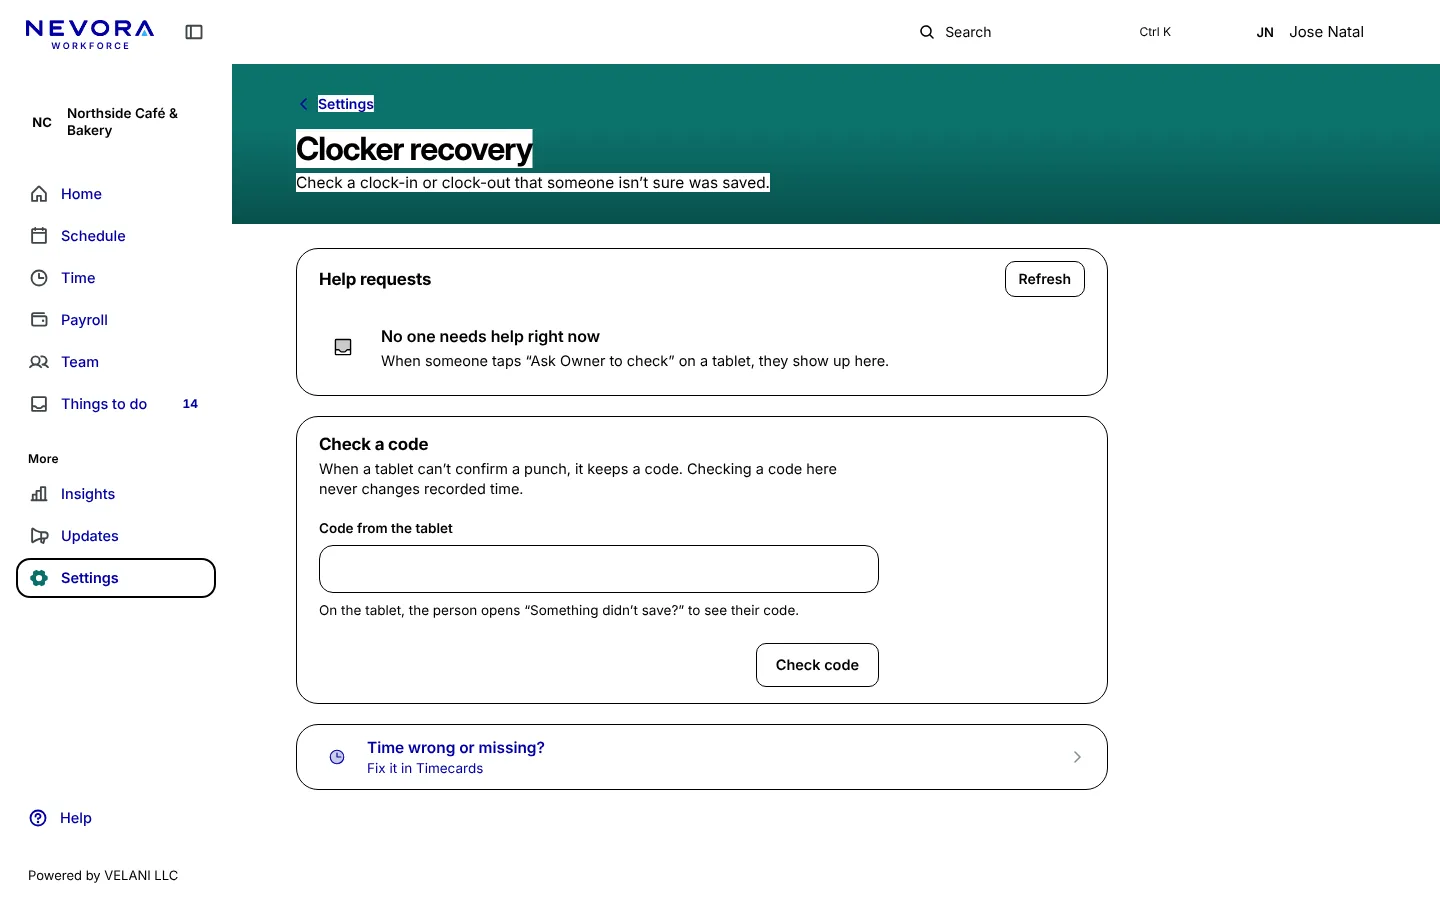 NEVORA
WORKFORCE
Search
Ctrl K
JN
Jose Natal
NC
Northside Café &
Bakery
Home
Schedule
Time
Payroll
Team
Things to do
14
More
Insights
Updates
Settings
Help
Powered by VELANI LLC
Settings
Clocker recovery
Check a clock-in or clock-out that someone isn’t sure was saved.
Help requests
Refresh
No one needs help right now
When someone taps “Ask Owner to check” on a tablet, they show up here.
Check a code
When a tablet can’t confirm a punch, it keeps a code. Checking a code here
never changes recorded time.
Code from the tablet
On the tablet, the person opens “Something didn’t save?” to see their code.
Check code
Time wrong or missing?
Fix it in Timecards